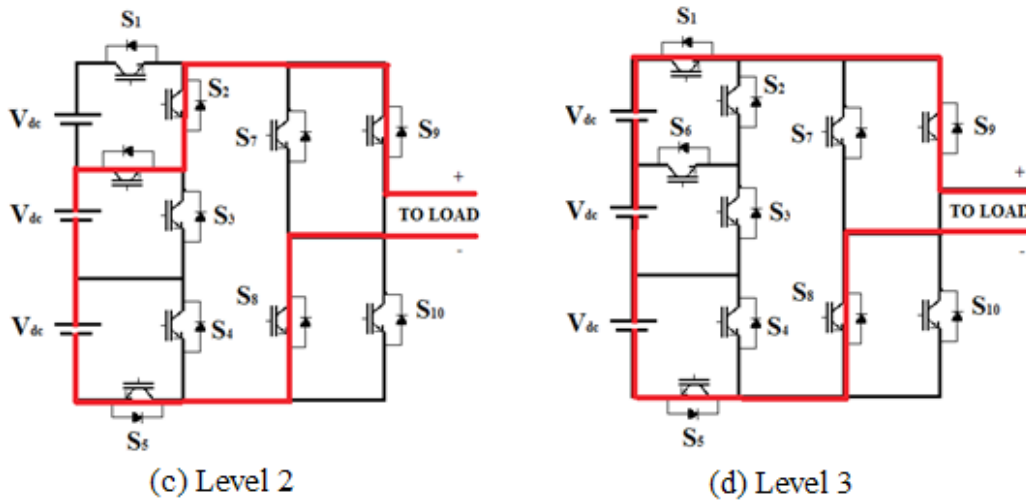 S1
S2
Vdc
S7
S9
+
Vdc
S3
TO LOAD
-
S8
Vdc
S4
S10
S5
(c) Level 2
S1
S2
Vdc
S6
S7
S9
+
Vdc
S3
TO LOAD
-
S8
Vdc
S4
S10
S5
(d) Level 3